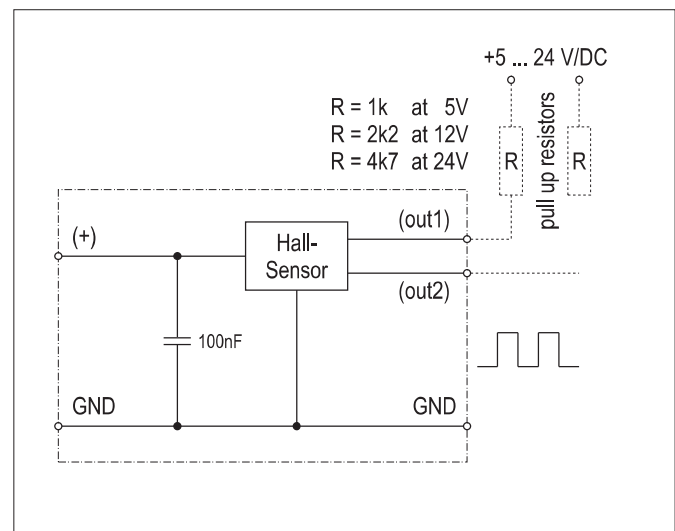 +5 ... 24 V/DC
R = 1k at 5V
R = 2k2 at 12V
R = 4k7 at 24V
R
pull up resistors
R
(+)
Hall-
Sensor
(out1)
(out2)
100nF
GND
GND